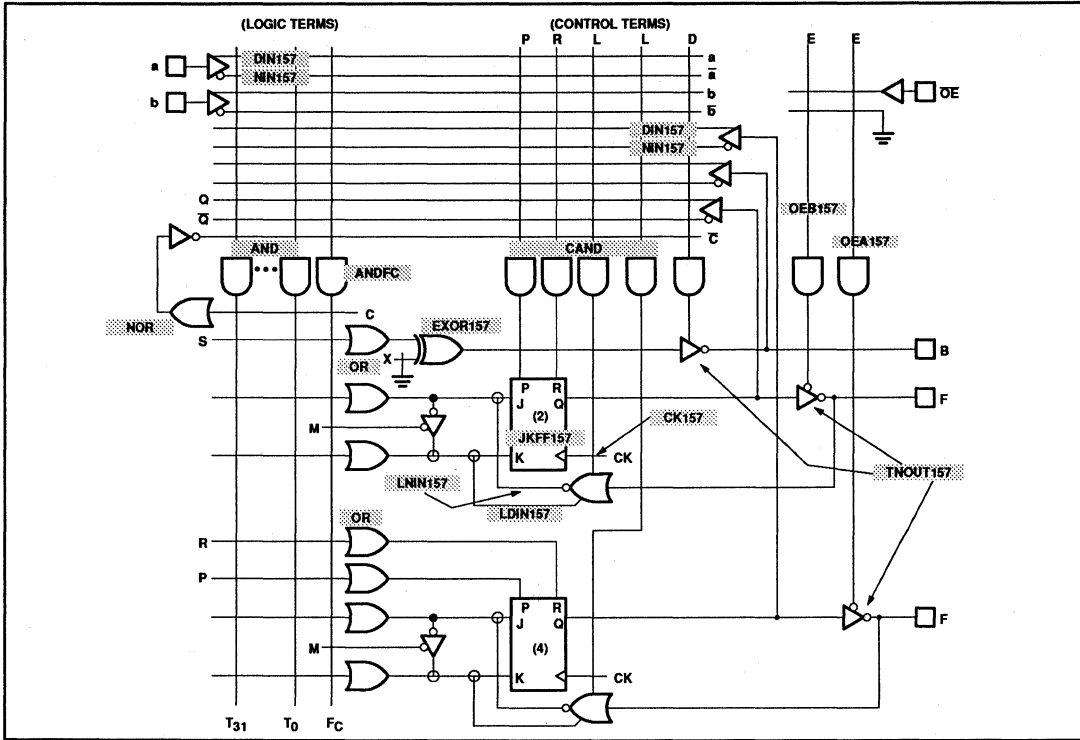 (LOGIC TERMS) (CONTROL TERMS)
P R L L D E E
a DIN157 a
NIN157 a̅
b b
b̅
OE̅
DIN157
NIN157
Q
Q̅
OEB157
C̅
OEA157
AND CAND
ANDFC
NOR
C
S
EXOR157
X
OR
B
P R
J Q
F
(2)
M
CK157
JKFF157
K CK
TNOUT157
LNIN157
LDIN157
OR
R
P
P R
J Q
F
(4)
M
K CK
T31 T0 FC